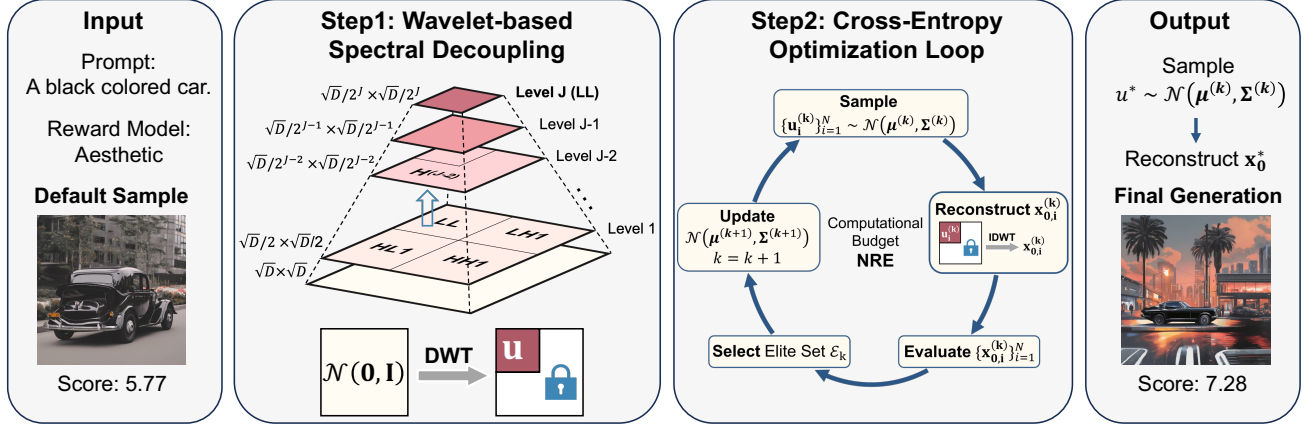 Input
Prompt:
A black colored car.
Reward Model:
Aesthetic
Default Sample
Score: 5.77
Step1: Wavelet-based
Spectral Decoupling
√D/2^J × √D/2^J
Level J (LL)
√D/2^{J-1} × √D/2^{J-1}
Level J-1
√D/2^{J-2} × √D/2^{J-2}
Level J-2
H(J-2)
⋱
LL
LH1
Level 1
√D/2 × √D/2
HL1
HH1
√D × √D
𝒩(0, I)
DWT
u
Step2: Cross-Entropy
Optimization Loop
Sample
{u_i^(k)}_{i=1}^N ~ 𝒩(μ^(k), Σ^(k))
Reconstruct x_{0,i}^(k)
u_i^(k)
IDWT
x_{0,i}^(k)
Evaluate {x_{0,i}^(k)}_{i=1}^N
Select Elite Set ℰ_k
Update
𝒩(μ^(k+1), Σ^(k+1))
k = k + 1
Computational
Budget
NRE
Output
Sample
u* ~ 𝒩(μ^(k), Σ^(k))
Reconstruct x_0^*
Final Generation
Score: 7.28